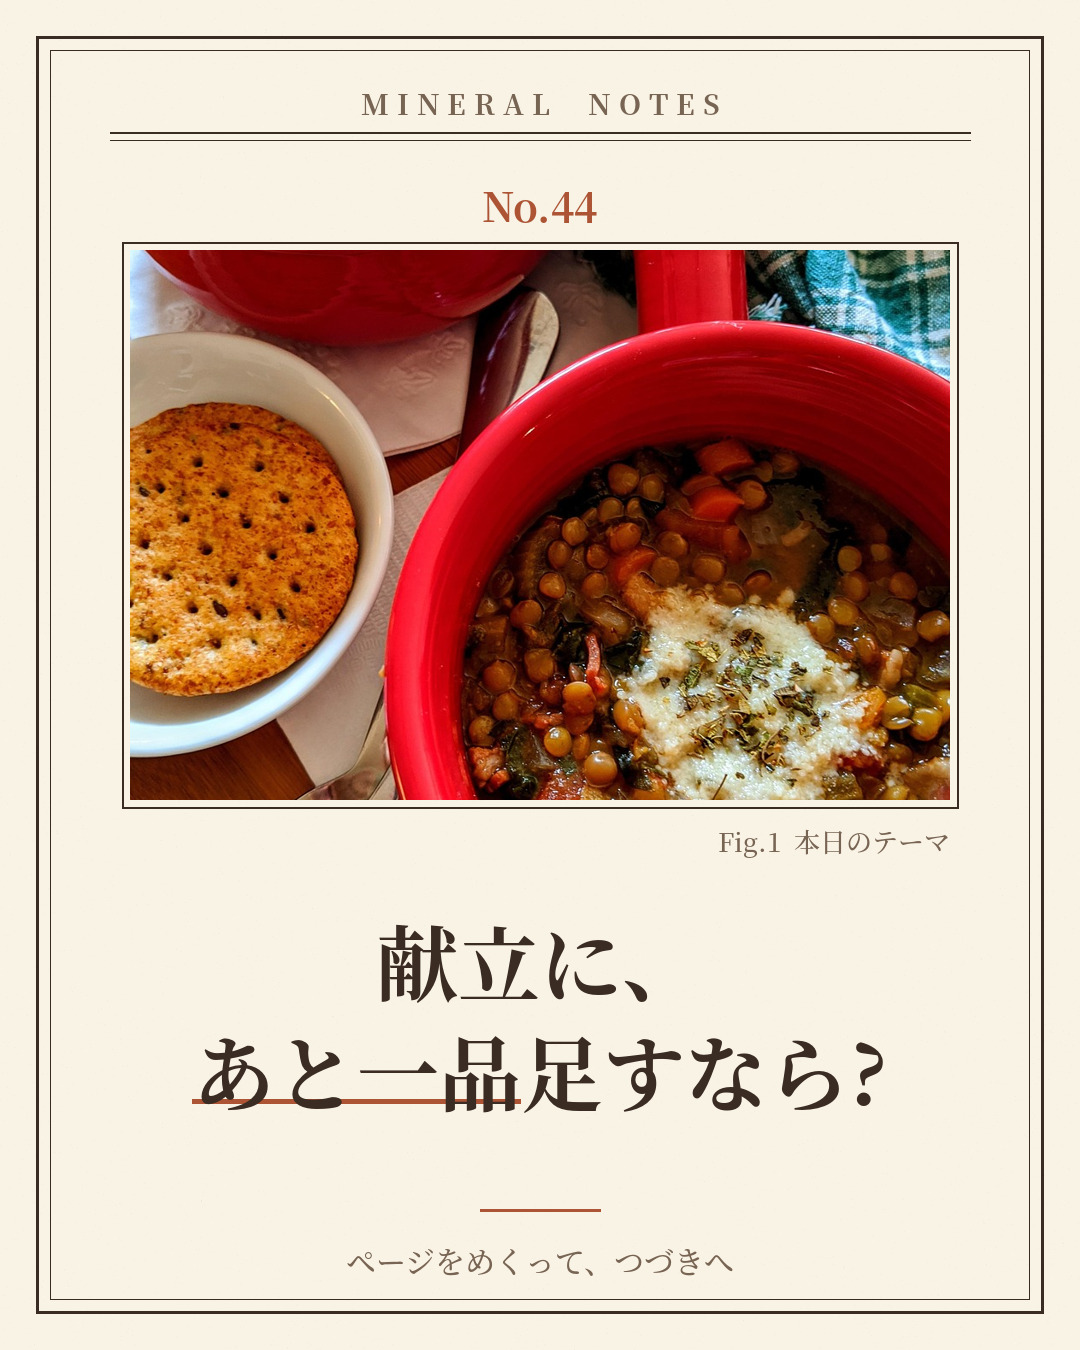 MINERAL NOTES
No.44
Fig.1 本日のテーマ
献立に、
あと一品足すなら?
ページをめくって、つづきへ